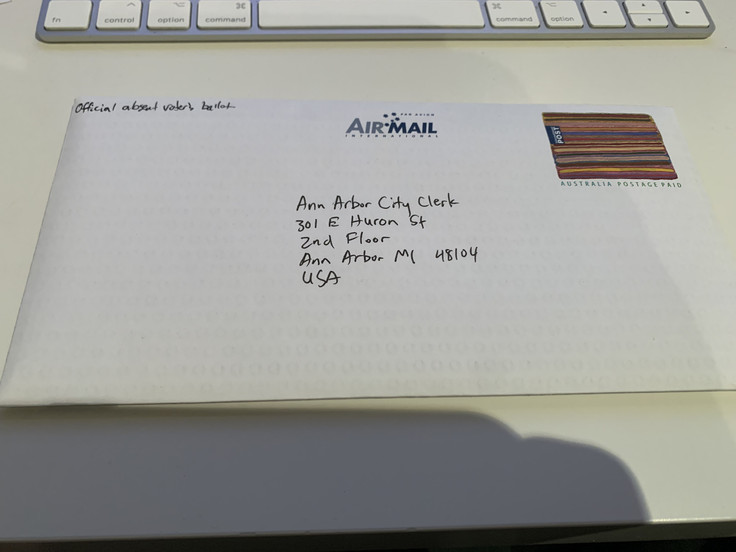 fn
control
option
command
⌘
command
⌘
option
Official absent voter's ballot
PAR AVION
AIR MAIL
INTERNATIONAL
POST
AUSTRALIA POSTAGE PAID
Ann Arbor City Clerk
301 E Huron St
2nd Floor
Ann Arbor MI 48104
USA